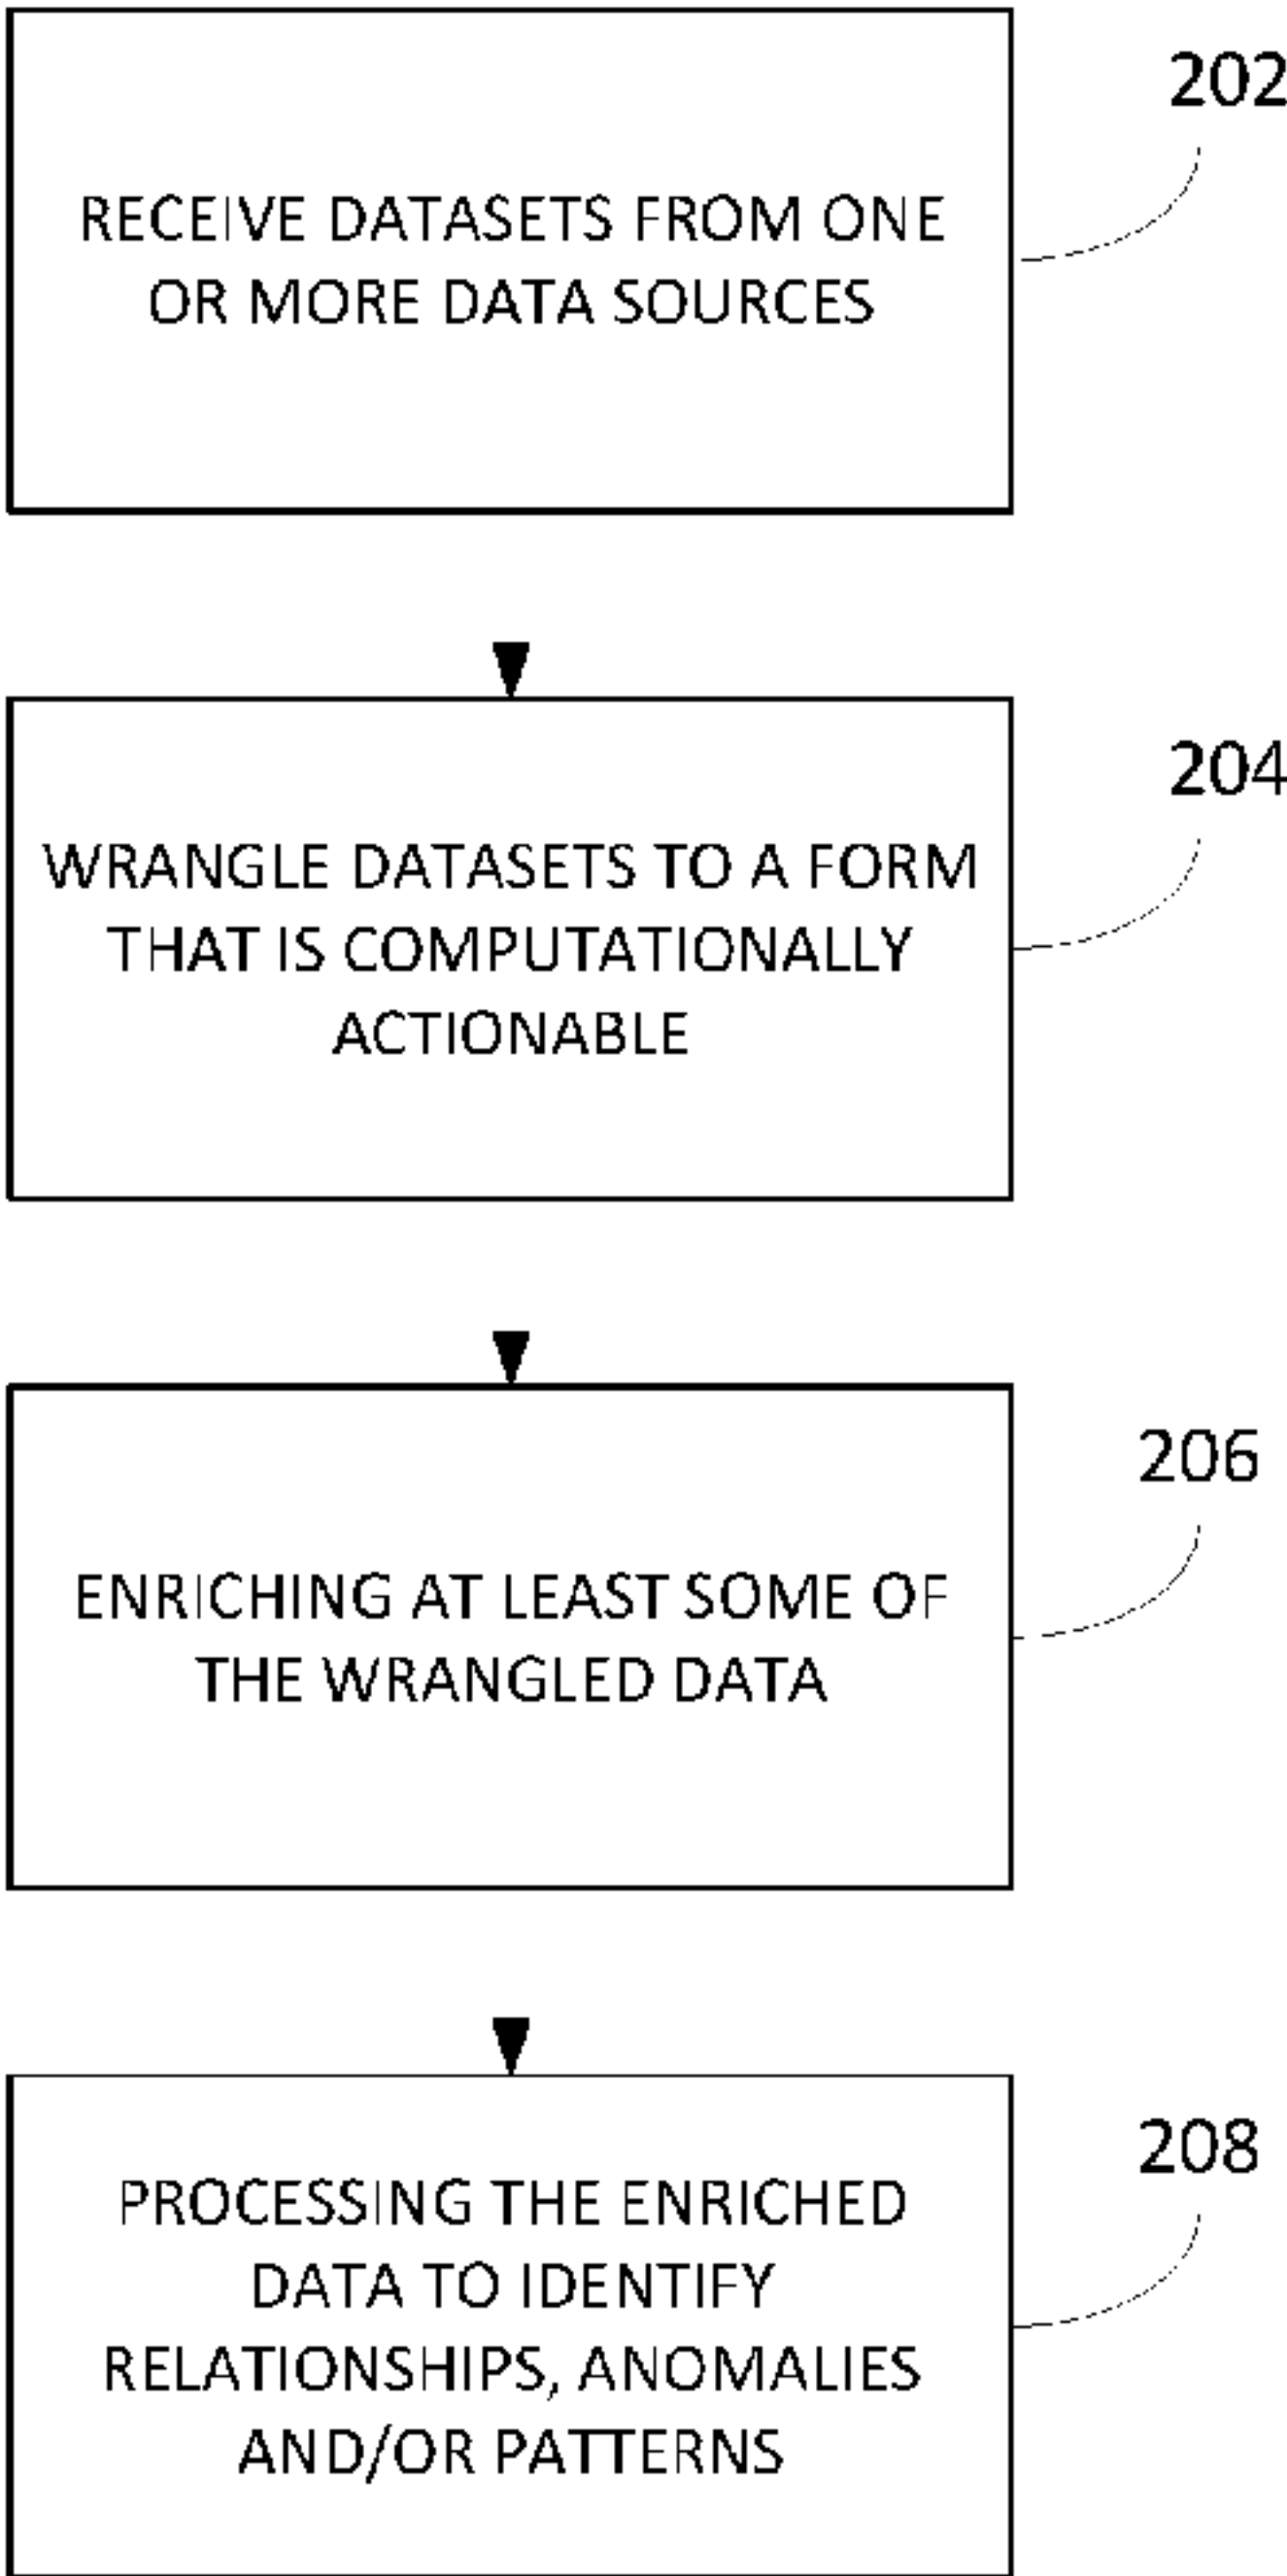 202
RECEIVE DATASETS FROM ONE
OR MORE DATA SOURCES
204
WRANGLE DATASETS TO A FORM
THAT IS COMPUTATIONALLY
ACTIONABLE
206
ENRICHING AT LEAST SOME OF
THE WRANGLED DATA
208
PROCESSING THE ENRICHED
DATA TO IDENTIFY
RELATIONSHIPS, ANOMALIES
AND/OR PATTERNS